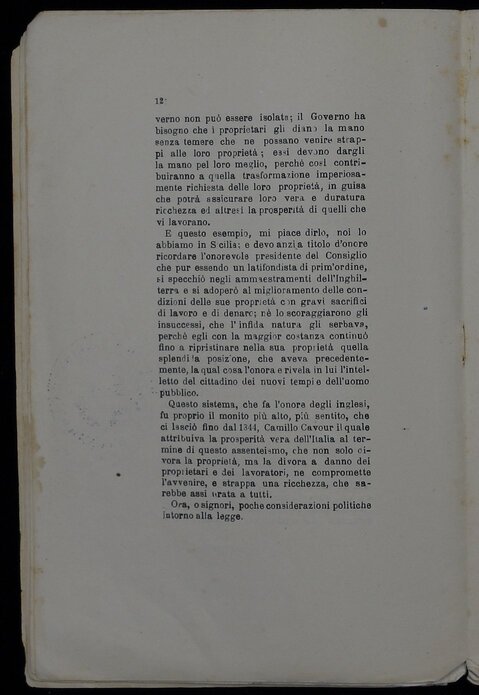 12
verno non può essere isolata; il Governo ha
bisogno che i proprietari gli diano la mano
senza temere che ne possano venire strap-
pi alle loro proprietà; essi devono dargli
la mano pel loro meglio, perchè così contri-
buiranno a quella trasformazione imperiosa-
mente richiesta delle loro proprietà, in guisa
che potrà assicurare loro vera e duratura
ricchezza ed altresì la prosperità di quelli che
vi lavorano.
E questo esempio, mi piace dirlo, noi lo
abbiamo in Sicilia; e devo anzi a titolo d'onore
ricordare l'onorevole presidente del Consiglio
che pur essendo un latifondista di prim'ordine,
si specchiò negli ammaestramenti dell'Inghil-
terra e si adoperò al miglioramento delle con-
dizioni delle sue proprietà con gravi sacrifici
di lavoro e di denaro; nè lo scoraggiarono gli
insuccessi, che l'infida natura gli serbava,
perchè egli con la maggior costanza continuò
fino a ripristinare nella sua proprietà quella
splendida posizione, che aveva precedente-
mente, la qual cosa l'onora e rivela in lui l'intel-
letto del cittadino dei nuovi tempi e dell'uomo
pubblico.
Questo sistema, che fa l'onore degli inglesi,
fu proprio il monito più alto, più sentito, che
ci lasciò fino dal 1844, Camillo Cavour il quale
attribuiva la prosperità vera dell'Italia al ter-
mine di questo assenteismo, che non solo di-
vora la proprietà, ma la divora a danno dei
proprietari e dei lavoratori, ne compromette
l'avvenire, e strappa una ricchezza, che sa-
rebbe assicurata a tutti.
Ora, o signori, poche considerazioni politiche
intorno alla legge.